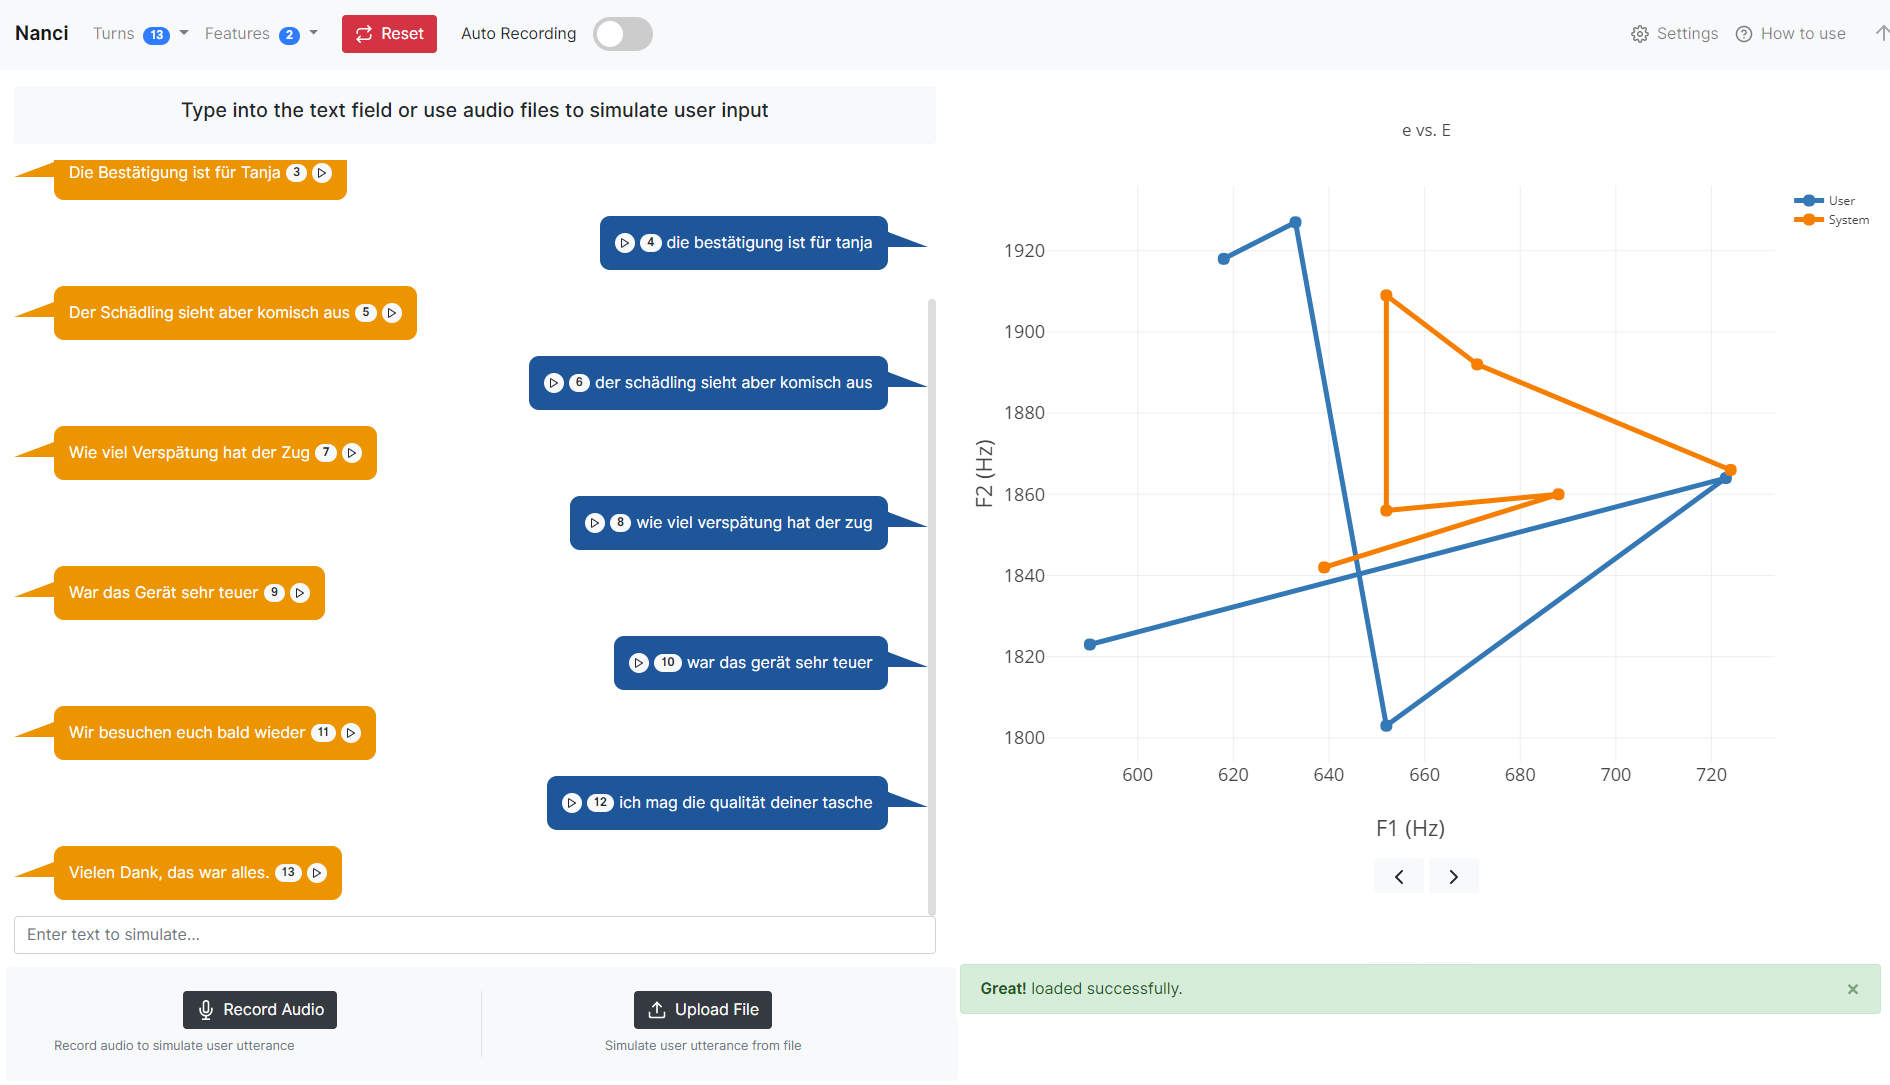 Nanci Turns 13 Features 2 Reset Auto Recording Settings How to use
Type into the text field or use audio files to simulate user input
Die Bestätigung ist für Tanja 3
4 die bestätigung ist für tanja
Der Schädling sieht aber komisch aus 5
6 der schädling sieht aber komisch aus
Wie viel Verspätung hat der Zug 7
8 wie viel verspätung hat der zug
War das Gerät sehr teuer 9
10 war das gerät sehr teuer
Wir besuchen euch bald wieder 11
12 ich mag die qualität deiner tasche
Vielen Dank, das war alles. 13
Enter text to simulate...
Record Audio
Record audio to simulate user utterance
Upload File
Simulate user utterance from file
e vs. E
User
System
F2 (Hz)
1920
1900
1880
1860
1840
1820
1800
600 620 640 660 680 700 720
F1 (Hz)
Great! loaded successfully. ×